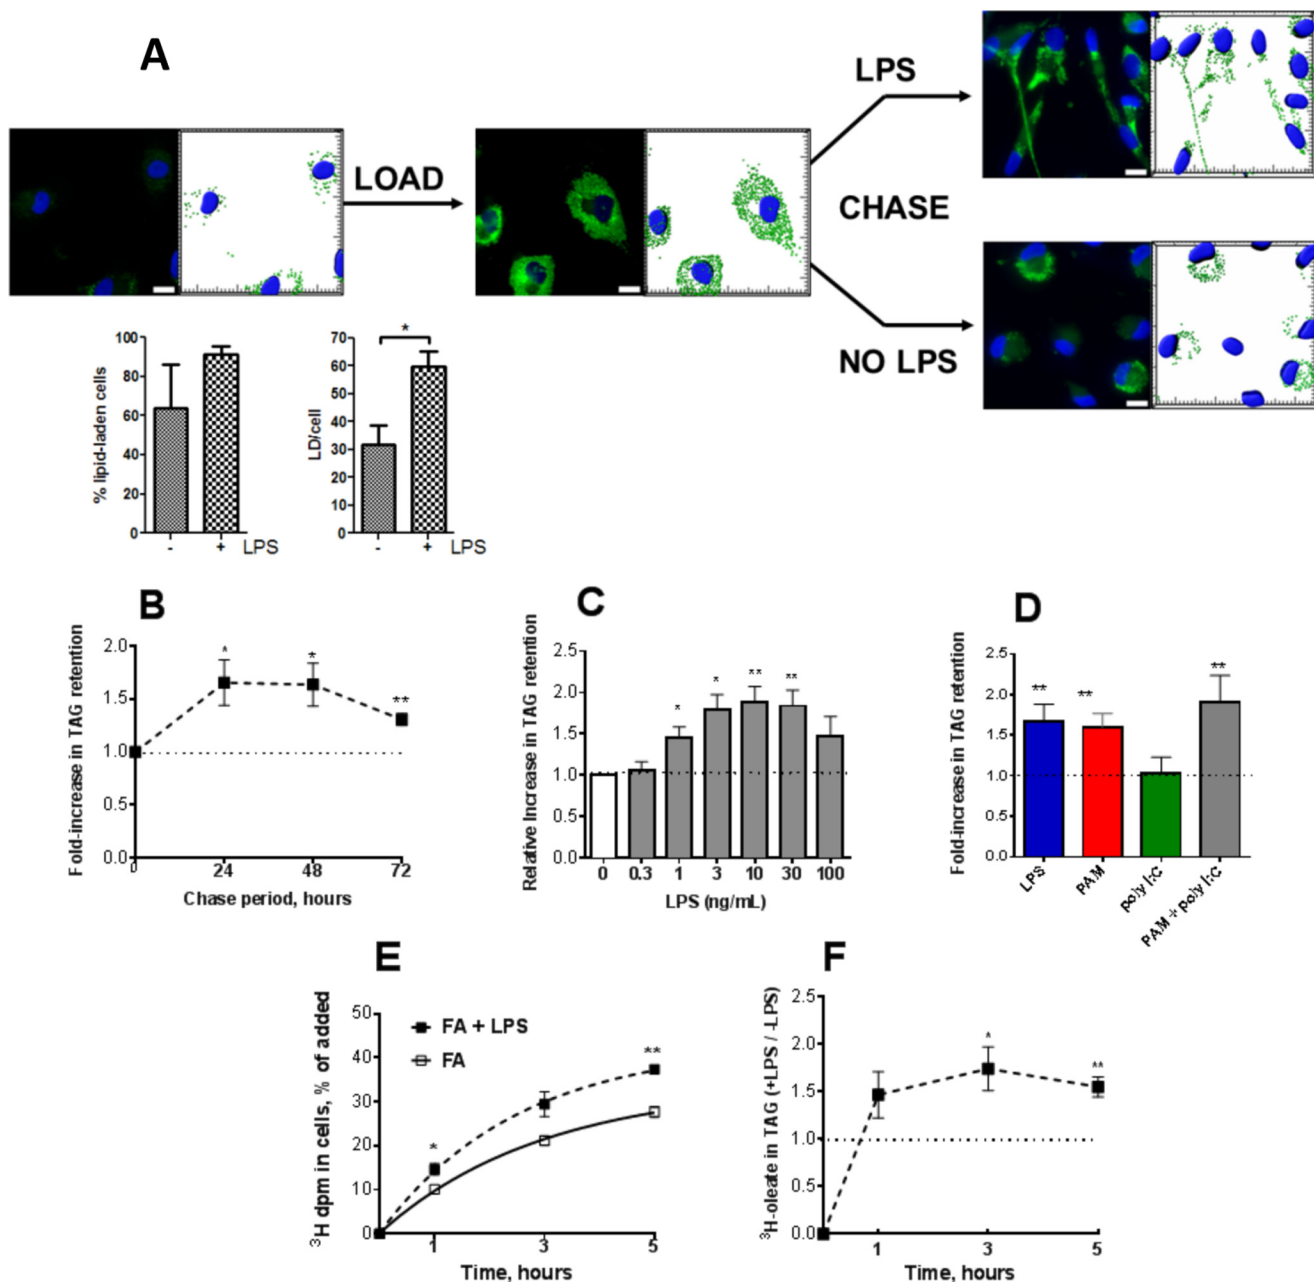 A
LPS
LOAD
CHASE
NO LPS
100
80
60
40
20
0
% lipid-laden cells
- + LPS
70
60
50
40
30
20
10
0
LD/cell
*
- + LPS
B
2.0
1.5
1.0
0.5
0.0
Fold-increase in TAG retention
* * **
24 48 72
Chase period, hours
C
2.5
2.0
1.5
1.0
0.5
0.0
Relative Increase in TAG retention
* * ** **
0 0.3 1 3 10 30 100
LPS (ng/mL)
D
2.5
2.0
1.5
1.0
0.5
0.0
Fold-increase in TAG retention
** ** **
LPS
PAM
poly I:C
PAM + poly I:C
E
50
40
30
20
10
0
³H dpm in cells, % of added
FA + LPS
FA
* **
1 3 5
Time, hours
F
2.5
2.0
1.5
1.0
0.5
0.0
³H-oleate in TAG (+LPS / -LPS)
* **
1 3 5
Time, hours